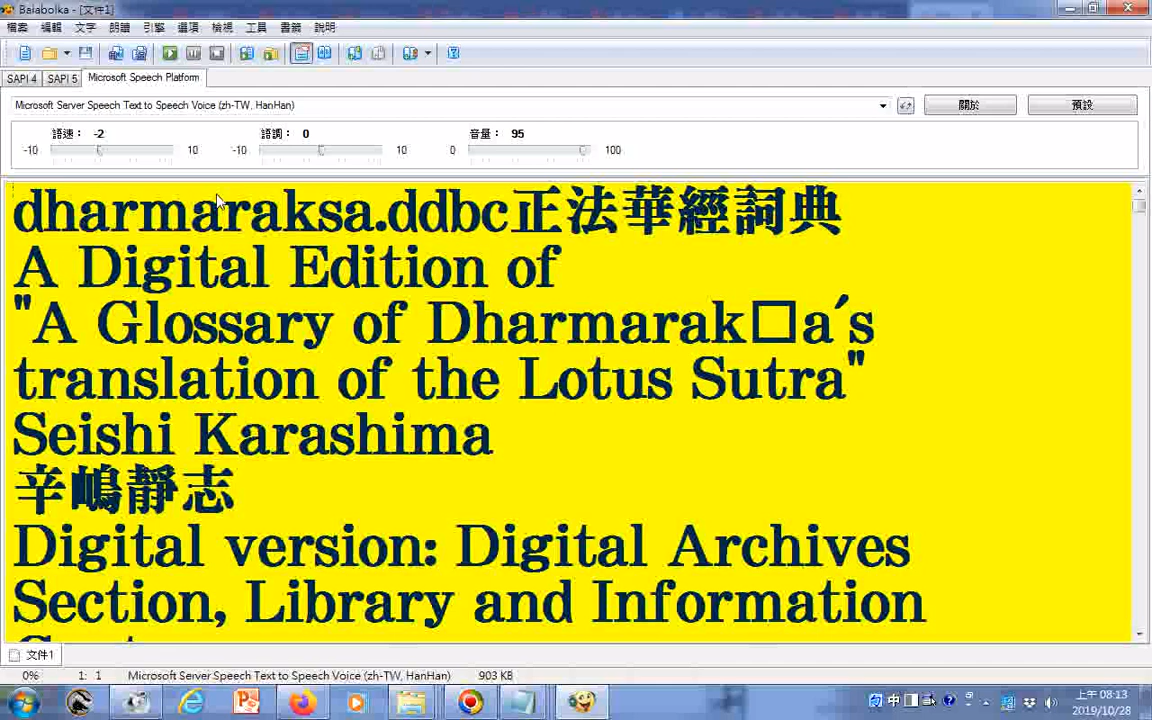 Balabolka - [文件1]
檔案 編輯 文字 朗讀 引擎 選項 檢視 工具 書籤 說明
SAPI 4 SAPI 5 Microsoft Speech Platform
Microsoft Server Speech Text to Speech Voice (zh-TW, HanHan) 關於 預設
語速： -2 語調： 0 音量： 95
-10 10 -10 10 0 100
dharmaraksa.ddbc正法華經詞典
A Digital Edition of
"A Glossary of Dharmarak□a´s
translation of the Lotus Sutra"
Seishi Karashima
辛嶋靜志
Digital version: Digital Archives
Section, Library and Information
文件1
0% 1: 1 Microsoft Server Speech Text to Speech Voice (zh-TW, HanHan) 903 KB
中 上午 08:13
2019/10/28